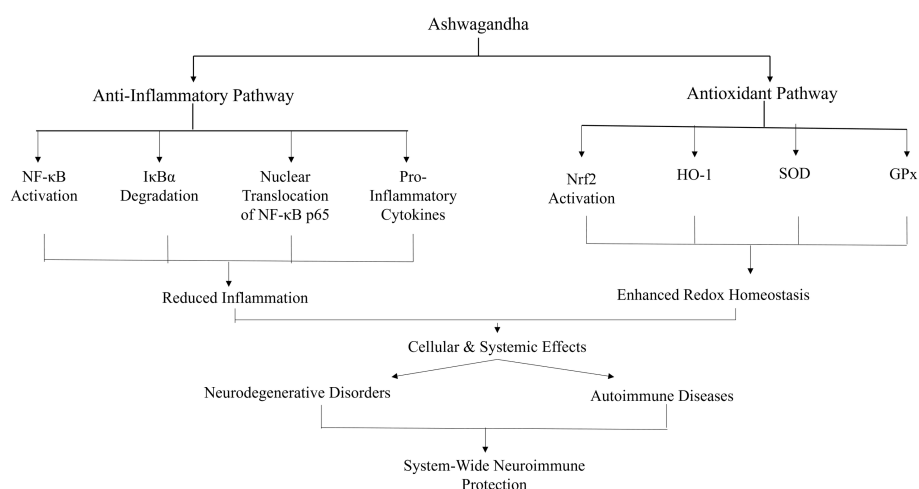 Ashwagandha
Anti-Inflammatory Pathway
Antioxidant Pathway
NF-κB
Activation
IκBα
Degradation
Nuclear
Translocation
of NF-κB p65
Pro-
Inflammatory
Cytokines
Nrf2
Activation
HO-1
SOD
GPx
Reduced Inflammation
Enhanced Redox Homeostasis
Cellular & Systemic Effects
Neurodegenerative Disorders
Autoimmune Diseases
System-Wide Neuroimmune
Protection